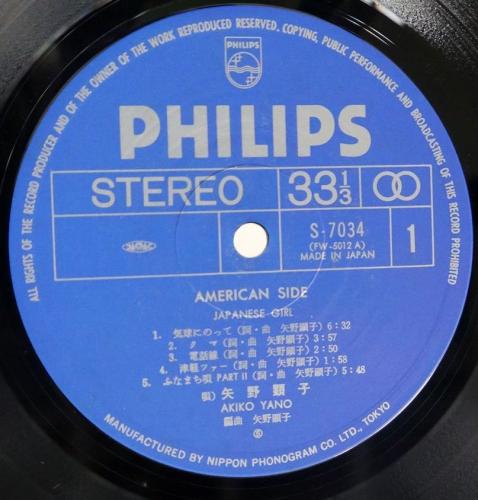 ALL RIGHTS OF THE RECORD PRODUCER AND OF THE OWNER OF THE WORK REPRODUCED RESERVED. COPYING, PUBLIC PERFORMANCE AND BROADCASTING OF THIS RECORD PROHIBITED
PHILIPS
PHILIPS
STEREO
33 1/3
S-7034
(FW-5012 A)
MADE IN JAPAN
1
AMERICAN SIDE
JAPANESE GIRL
1. 気球にのって (詞・曲 矢野顕子) 6:32
2. クマ (詞・曲 矢野顕子) 3:57
3. 電話線 (詞・曲 矢野顕子) 2:50
4. 津軽ツアー (詞・曲 矢野顕子) 1:58
5. ふなまち唄 PART II (詞・曲 矢野顕子) 5:48
唄) 矢野顕子
AKIKO YANO
編曲 矢野顕子
Ⓢ
MANUFACTURED BY NIPPON PHONOGRAM CO. LTD., TOKYO